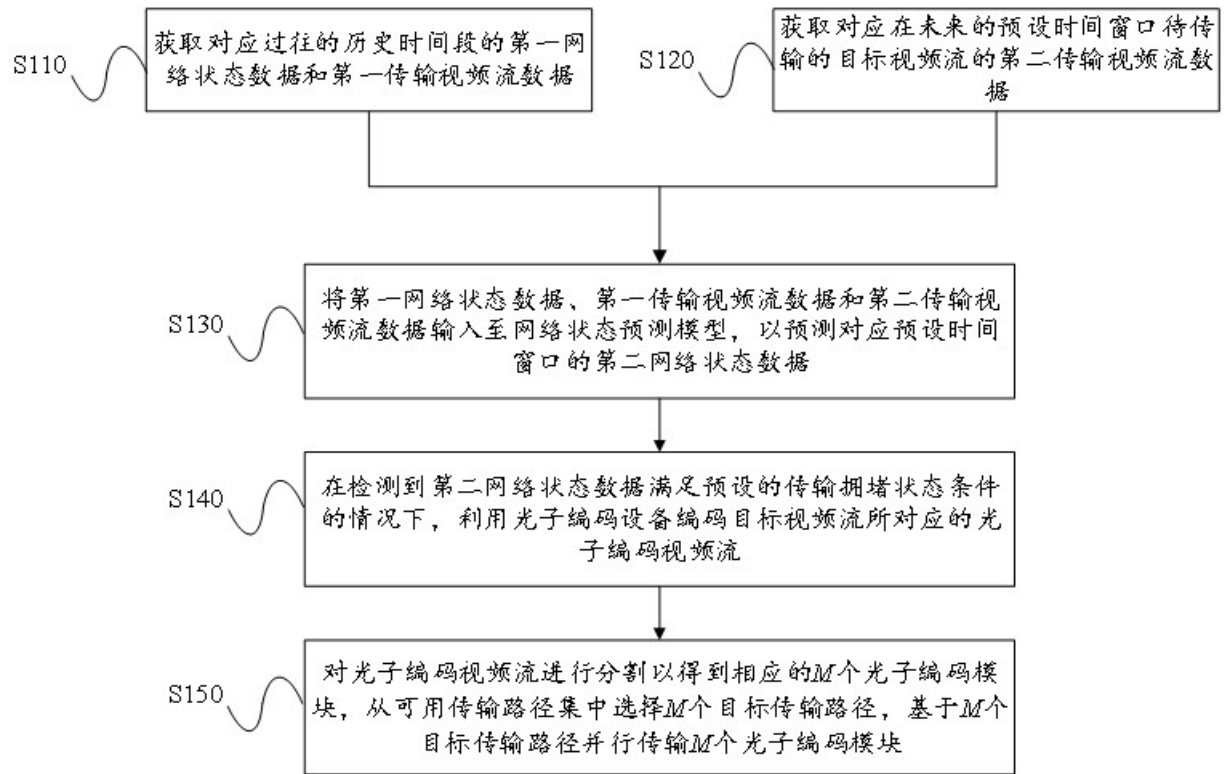 S110
获取对应过往的历史时间段的第一网
络状态数据和第一传输视频流数据
S120
获取对应在未来的预设时间窗口待传
输的目标视频流的第二传输视频流数
据
S130
将第一网络状态数据、第一传输视频流数据和第二传输视
频流数据输入至网络状态预测模型，以预测对应预设时间
窗口的第二网络状态数据
S140
在检测到第二网络状态数据满足预设的传输拥堵状态条件
的情况下，利用光子编码设备编码目标视频流所对应的光
子编码视频流
S150
对光子编码视频流进行分割以得到相应的M个光子编码模
块，从可用传输路径集中选择M个目标传输路径，基于M个
目标传输路径并行传输M个光子编码模块